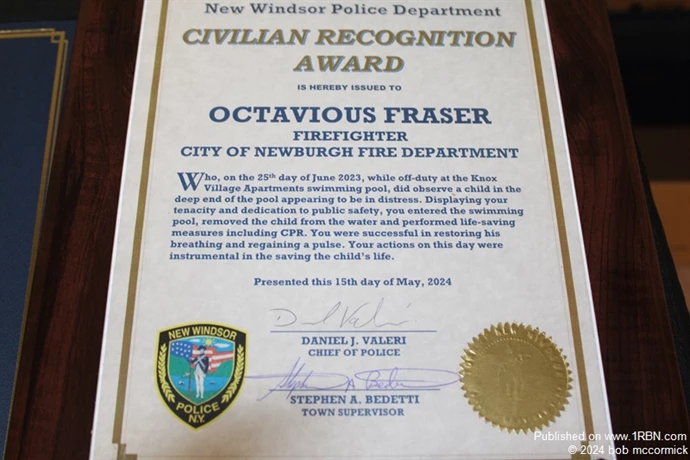 New Windsor Police Department
CIVILIAN RECOGNITION
AWARD
IS HEREBY ISSUED TO
OCTAVIOUS FRASER
FIREFIGHTER
CITY OF NEWBURGH FIRE DEPARTMENT
Who, on the 25th day of June 2023, while off-duty at the Knox
Village Apartments swimming pool, did observe a child in the
deep end of the pool appearing to be in distress. Displaying your
tenacity and dedication to public safety, you entered the swimming
pool, removed the child from the water and performed life-saving
measures including CPR. You were successful in restoring his
breathing and regaining a pulse. Your actions on this day were
instrumental in the saving the child's life.
Presented this 15th day of May, 2024
DANIEL J. VALERI
CHIEF OF POLICE
Stephen A Bedetti
STEPHEN A. BEDETTI
TOWN SUPERVISOR
NEW WINDSOR
POLICE
N.Y.
Published on www.1RBN.com
© 2024 bob mccormick